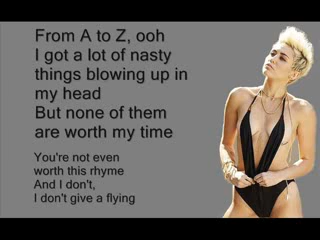 From A to Z, ooh
I got a lot of nasty
things blowing up in
my head
But none of them
are worth my time
You're not even
worth this rhyme
And I don't,
I don't give a flying